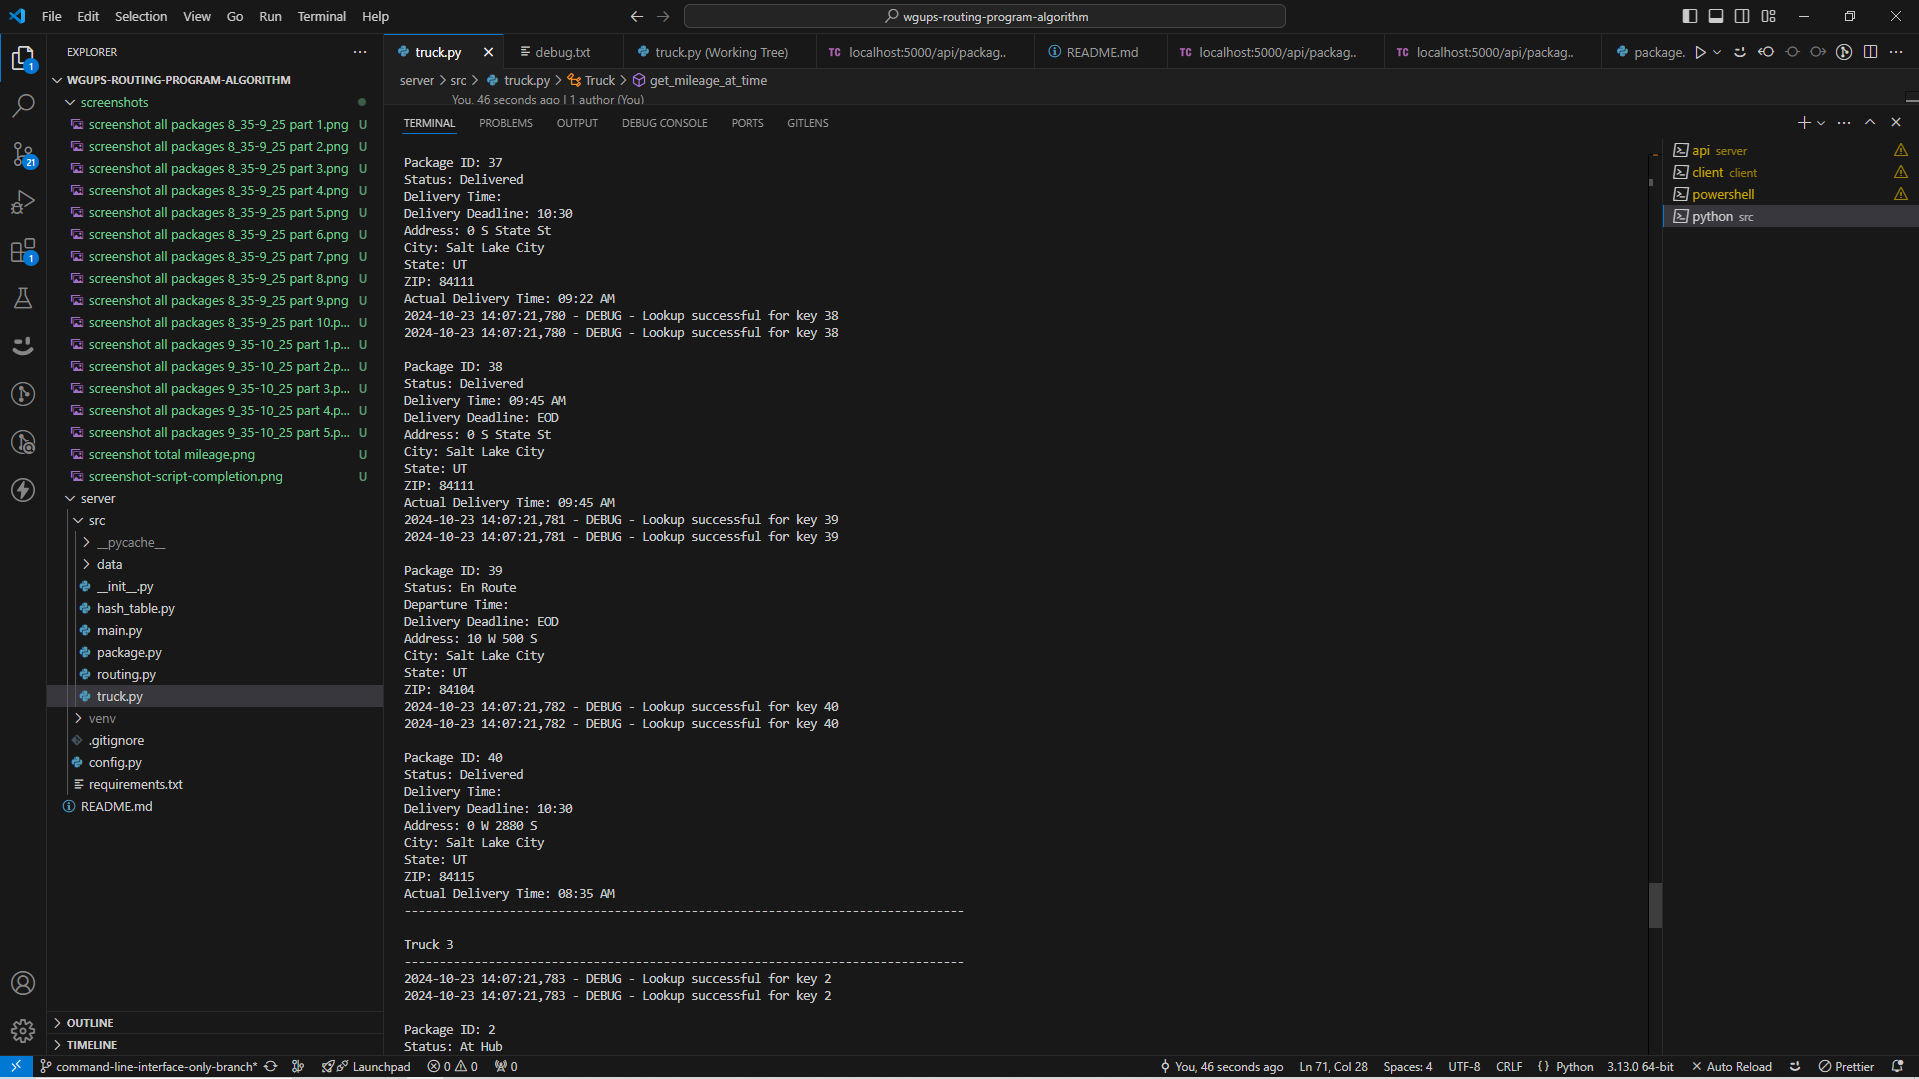 File Edit Selection View Go Run Terminal Help
wgups-routing-program-algorithm
EXPLORER
truck.py
debug.txt
truck.py (Working Tree)
localhost:5000/api/packag..
README.md
localhost:5000/api/packag..
localhost:5000/api/packag..
package.
server > src > truck.py > Truck > get_mileage_at_time
You, 46 seconds ago | 1 author (You)
WGUPS-ROUTING-PROGRAM-ALGORITHM
screenshots
screenshot all packages 8_35-9_25 part 1.png U
screenshot all packages 8_35-9_25 part 2.png U
screenshot all packages 8_35-9_25 part 3.png U
screenshot all packages 8_35-9_25 part 4.png U
screenshot all packages 8_35-9_25 part 5.png U
screenshot all packages 8_35-9_25 part 6.png U
screenshot all packages 8_35-9_25 part 7.png U
screenshot all packages 8_35-9_25 part 8.png U
screenshot all packages 8_35-9_25 part 9.png U
screenshot all packages 8_35-9_25 part 10.p... U
screenshot all packages 9_35-10_25 part 1.p... U
screenshot all packages 9_35-10_25 part 2.p... U
screenshot all packages 9_35-10_25 part 3.p... U
screenshot all packages 9_35-10_25 part 4.p... U
screenshot all packages 9_35-10_25 part 5.p... U
screenshot total mileage.png U
screenshot-script-completion.png U
server
src
__pycache__
data
__init__.py
hash_table.py
main.py
package.py
routing.py
truck.py
venv
.gitignore
config.py
requirements.txt
README.md
OUTLINE
TIMELINE
1
21
1
TERMINAL PROBLEMS OUTPUT DEBUG CONSOLE PORTS GITLENS
Package ID: 37
Status: Delivered
Delivery Time:
Delivery Deadline: 10:30
Address: 0 S State St
City: Salt Lake City
State: UT
ZIP: 84111
Actual Delivery Time: 09:22 AM
2024-10-23 14:07:21,780 - DEBUG - Lookup successful for key 38
2024-10-23 14:07:21,780 - DEBUG - Lookup successful for key 38
Package ID: 38
Status: Delivered
Delivery Time: 09:45 AM
Delivery Deadline: EOD
Address: 0 S State St
City: Salt Lake City
State: UT
ZIP: 84111
Actual Delivery Time: 09:45 AM
2024-10-23 14:07:21,781 - DEBUG - Lookup successful for key 39
2024-10-23 14:07:21,781 - DEBUG - Lookup successful for key 39
Package ID: 39
Status: En Route
Departure Time:
Delivery Deadline: EOD
Address: 10 W 500 S
City: Salt Lake City
State: UT
ZIP: 84104
2024-10-23 14:07:21,782 - DEBUG - Lookup successful for key 40
2024-10-23 14:07:21,782 - DEBUG - Lookup successful for key 40
Package ID: 40
Status: Delivered
Delivery Time:
Delivery Deadline: 10:30
Address: 0 W 2880 S
City: Salt Lake City
State: UT
ZIP: 84115
Actual Delivery Time: 08:35 AM
--------------------------------------------------------------------------------
Truck 3
--------------------------------------------------------------------------------
2024-10-23 14:07:21,783 - DEBUG - Lookup successful for key 2
2024-10-23 14:07:21,783 - DEBUG - Lookup successful for key 2
Package ID: 2
Status: At Hub
api server
client client
powershell
python src
command-line-interface-only-branch* Launchpad 0 0 0 You, 46 seconds ago Ln 71, Col 28 Spaces: 4 UTF-8 CRLF { } Python 3.13.0 64-bit Auto Reload Prettier